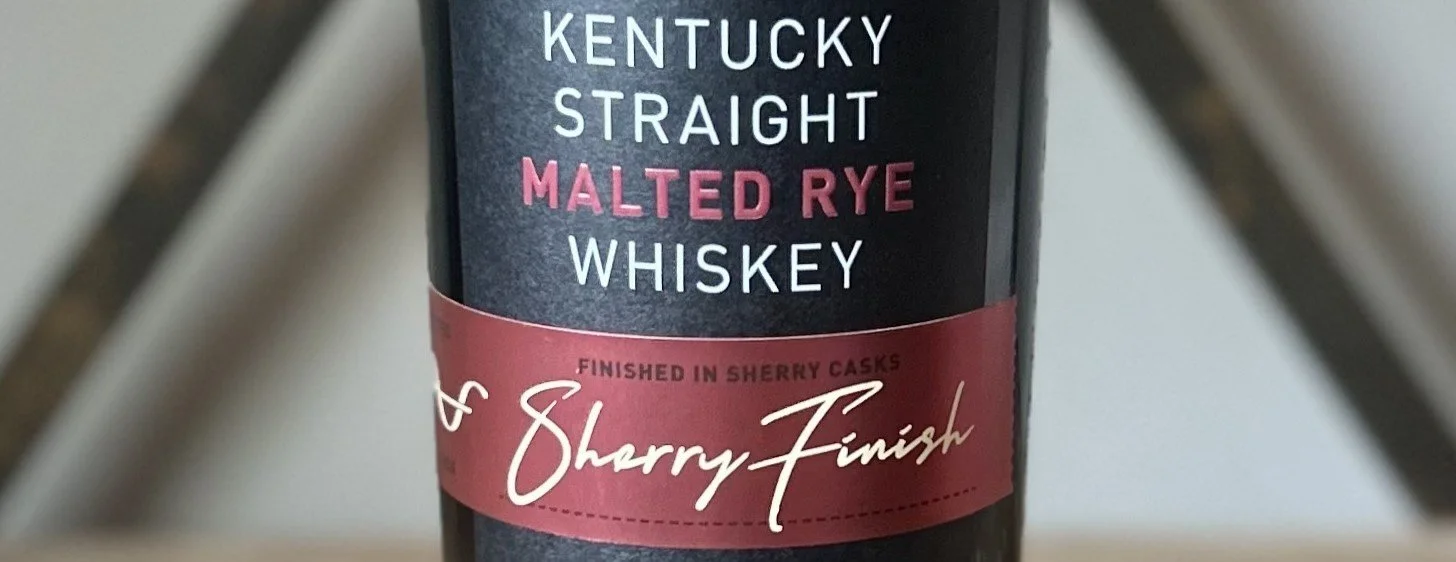 KENTUCKY
STRAIGHT
MALTED RYE
WHISKEY
FINISHED IN SHERRY CASKS
Sherry Finish